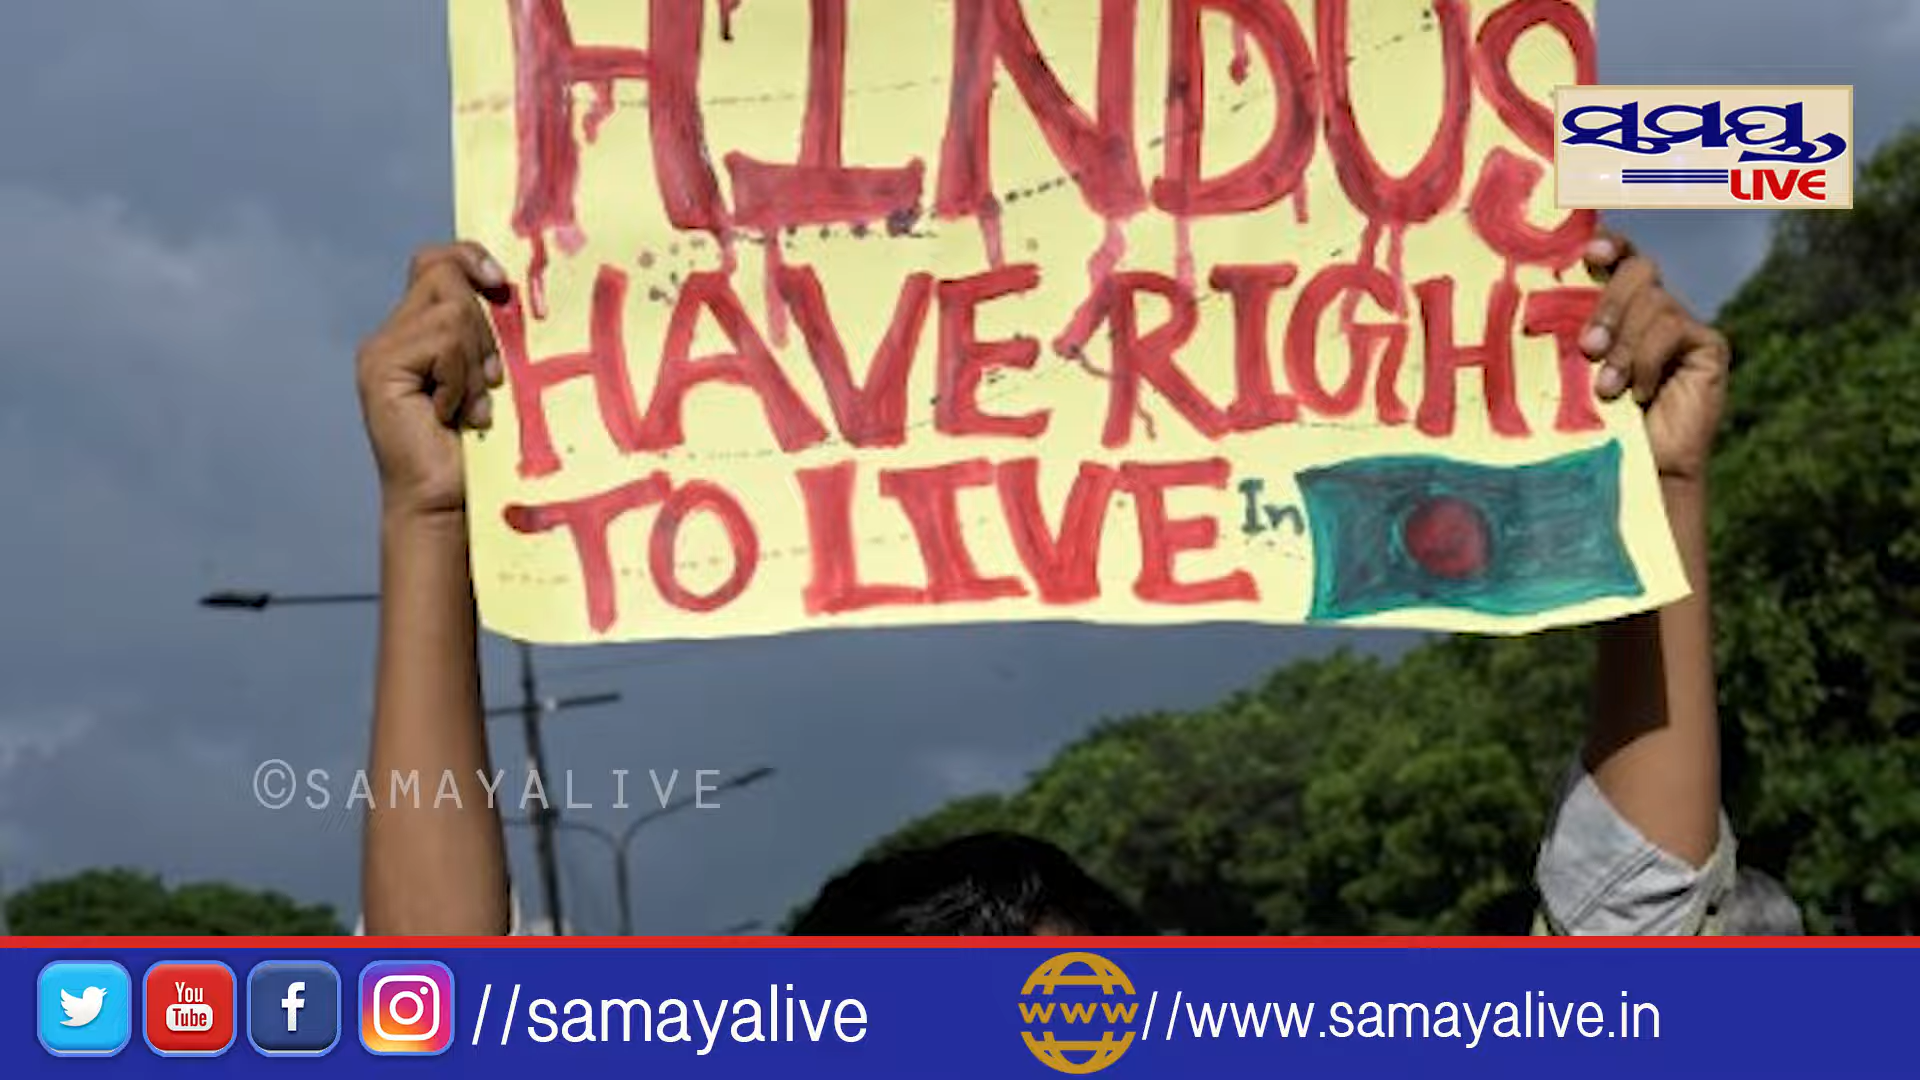 HINDUS
HAVE RIGHT
TO LIVE In
ସମୟ
LIVE
©SAMAYALIVE
You
Tube
f
//samayalive
www//www.samayalive.in